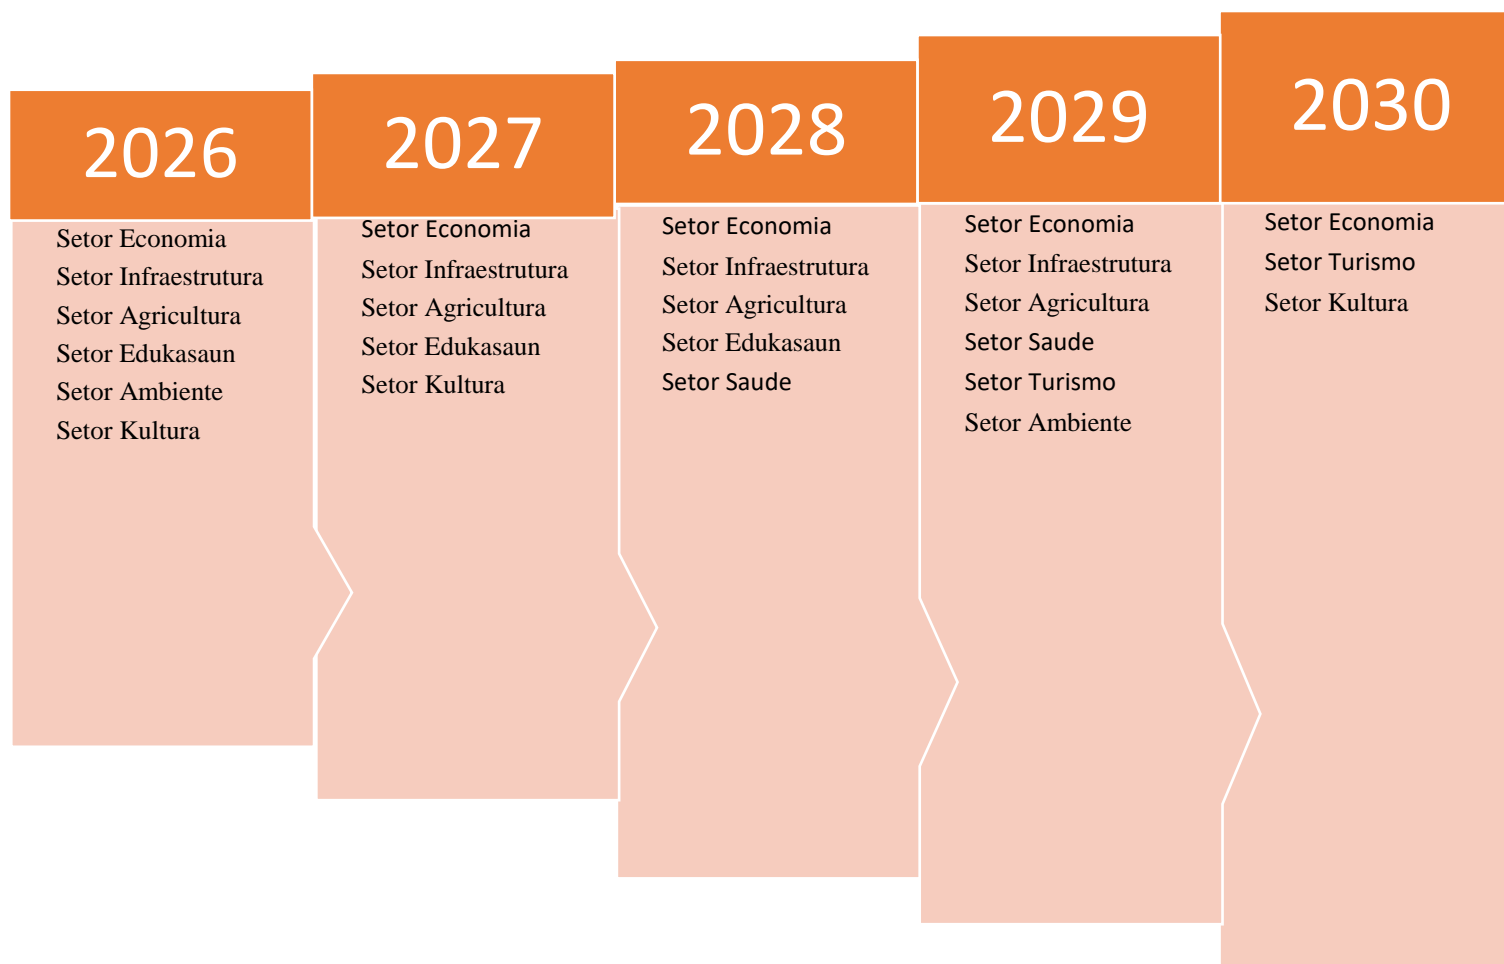 2026
Setor Economia
Setor Infraestrutura
Setor Agricultura
Setor Edukasaun
Setor Ambiente
Setor Kultura
2027
Setor Economia
Setor Infraestrutura
Setor Agricultura
Setor Edukasaun
Setor Kultura
2028
Setor Economia
Setor Infraestrutura
Setor Agricultura
Setor Edukasaun
Setor Saude
2029
Setor Economia
Setor Infraestrutura
Setor Agricultura
Setor Saude
Setor Turismo
Setor Ambiente
2030
Setor Economia
Setor Turismo
Setor Kultura